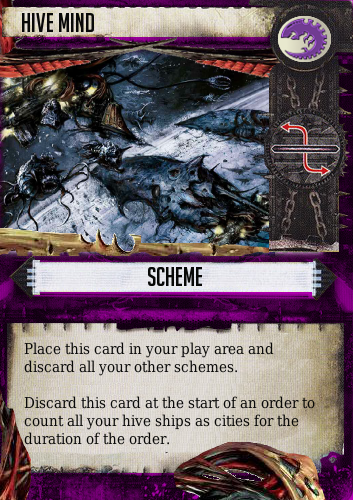 HIVE MIND
SCHEME
Place this card in your play area and
discard all your other schemes.
Discard this card at the start of an order to
count all your hive ships as cities for the
duration of the order.